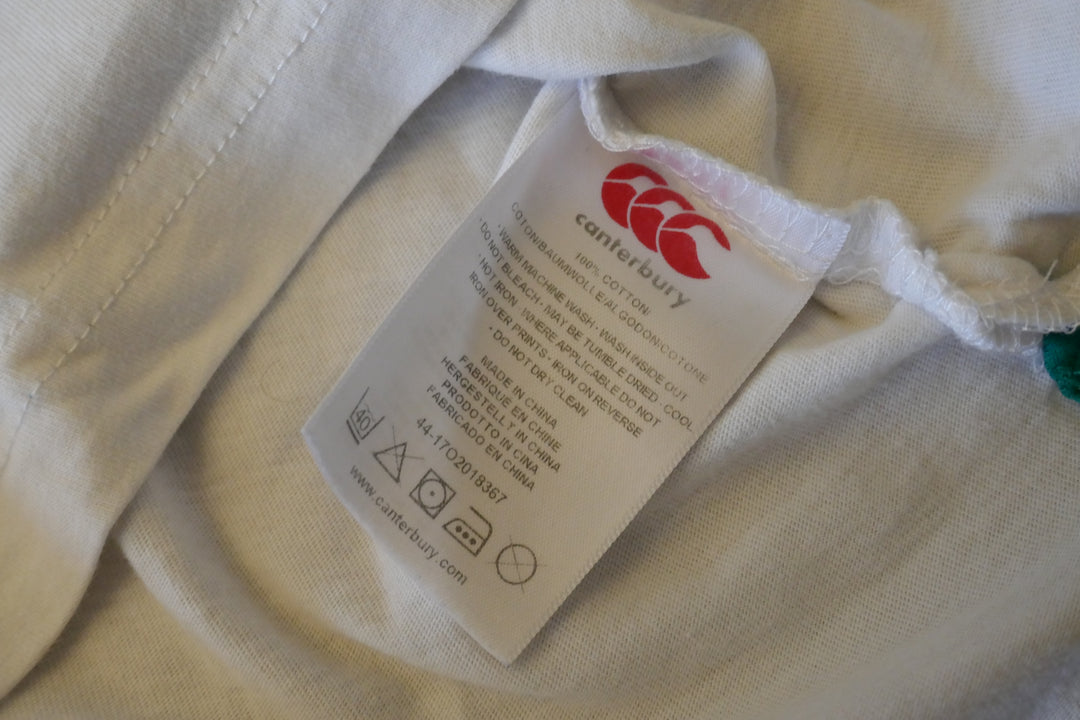 canterbury
100% COTTON/
COTON/BAUMWOLLE/ALGODON/COTONE
· WARM MACHINE WASH · WASH INSIDE OUT
· DO NOT BLEACH · MAY BE TUMBLE DRIED · COOL
· HOT IRON · WHERE APPLICABLE DO NOT
IRON OVER PRINTS · IRON ON REVERSE
· DO NOT DRY CLEAN
MADE IN CHINA
FABRIQUE EN CHINE
HERGESTELLT IN CHINA
PRODOTTO IN CINA
FABRICADO EN CHINA
44-17O2018367
40
www.canterbury.com